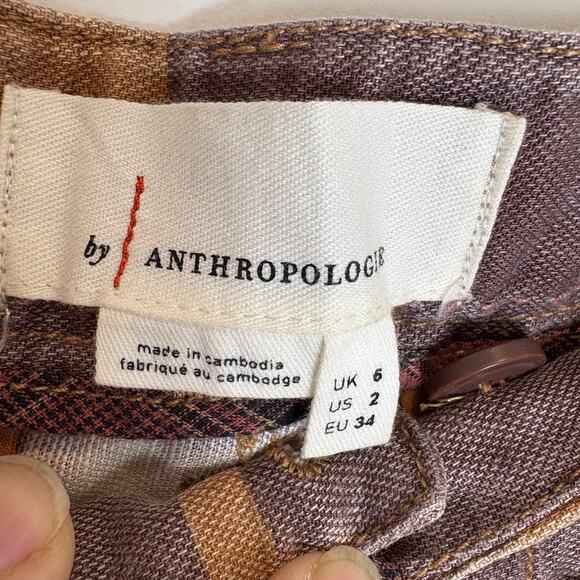 by ANTHROPOLOGIE
made in cambodia
fabriqué au cambodge
UK 6
US 2
EU 34